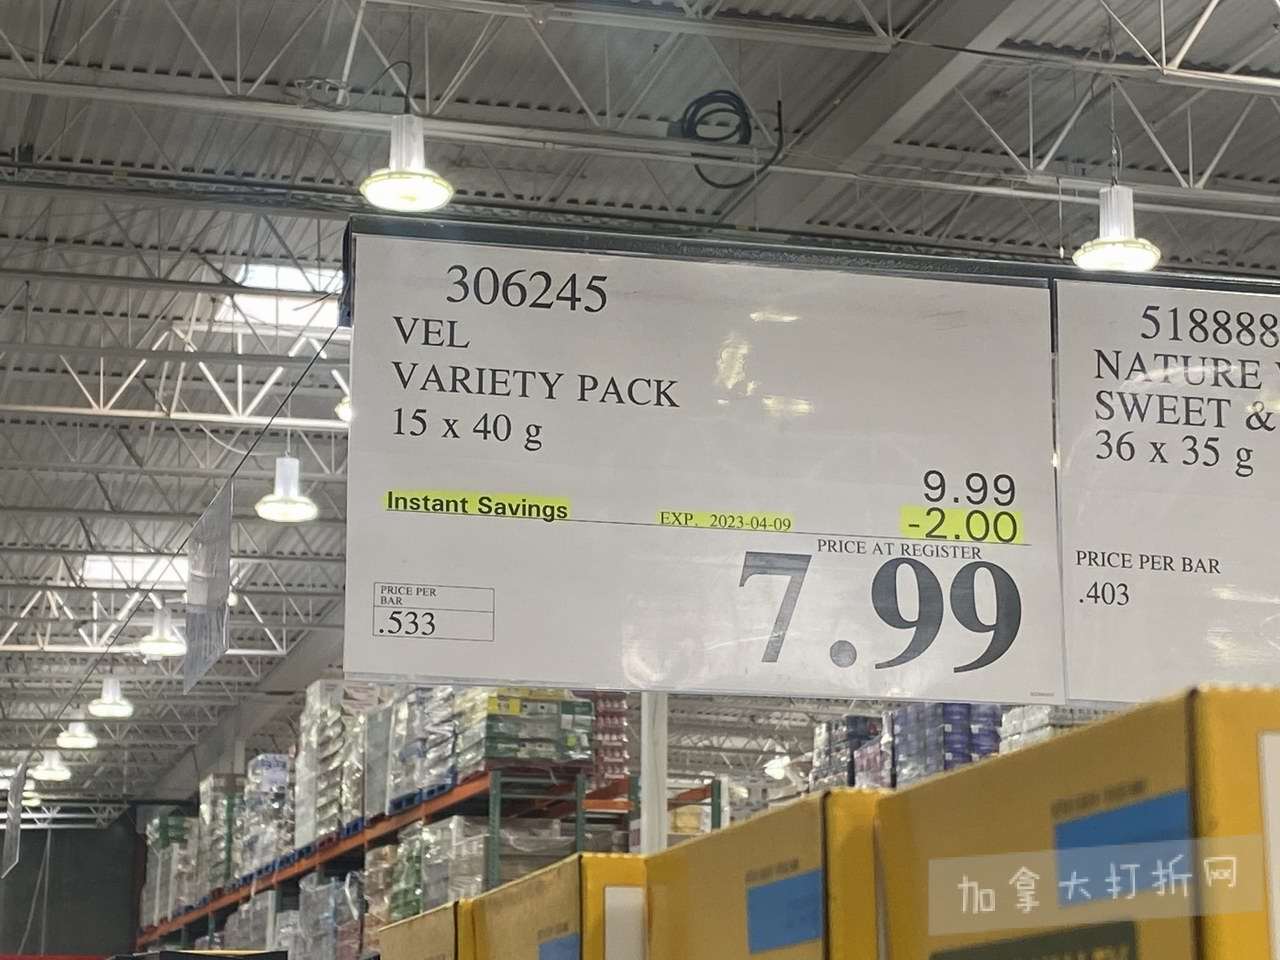 306245
VEL
VARIETY PACK
15 x 40 g
9.99
Instant Savings EXP. 2023-04-09 -2.00
PRICE AT REGISTER
7.99
PRICE PER
BAR
.533
518888
NATURE
SWEET &
36 x 35 g
PRICE PER BAR
.403
加拿大打折网